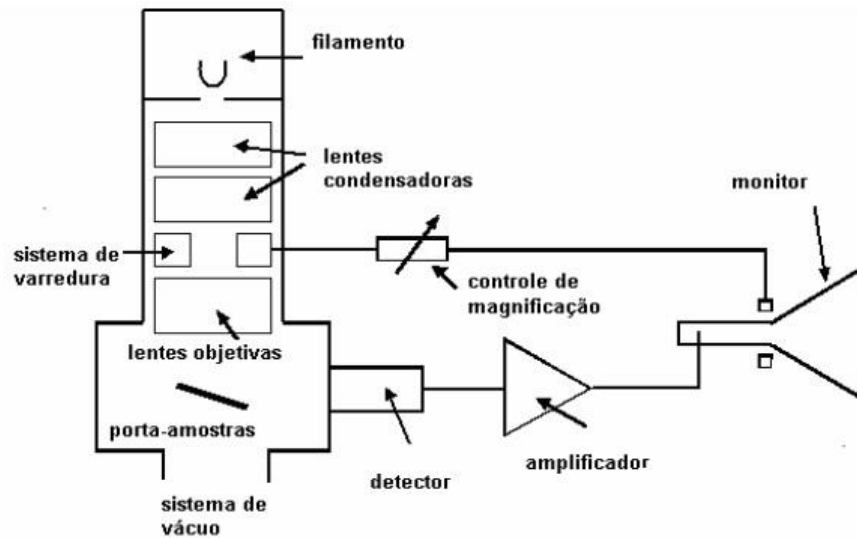 filamento
lentes
condensadoras
monitor
sistema de
varredura
controle de
magnificação
lentes objetivas
porta-amostras
amplificador
detector
sistema de
vácuo